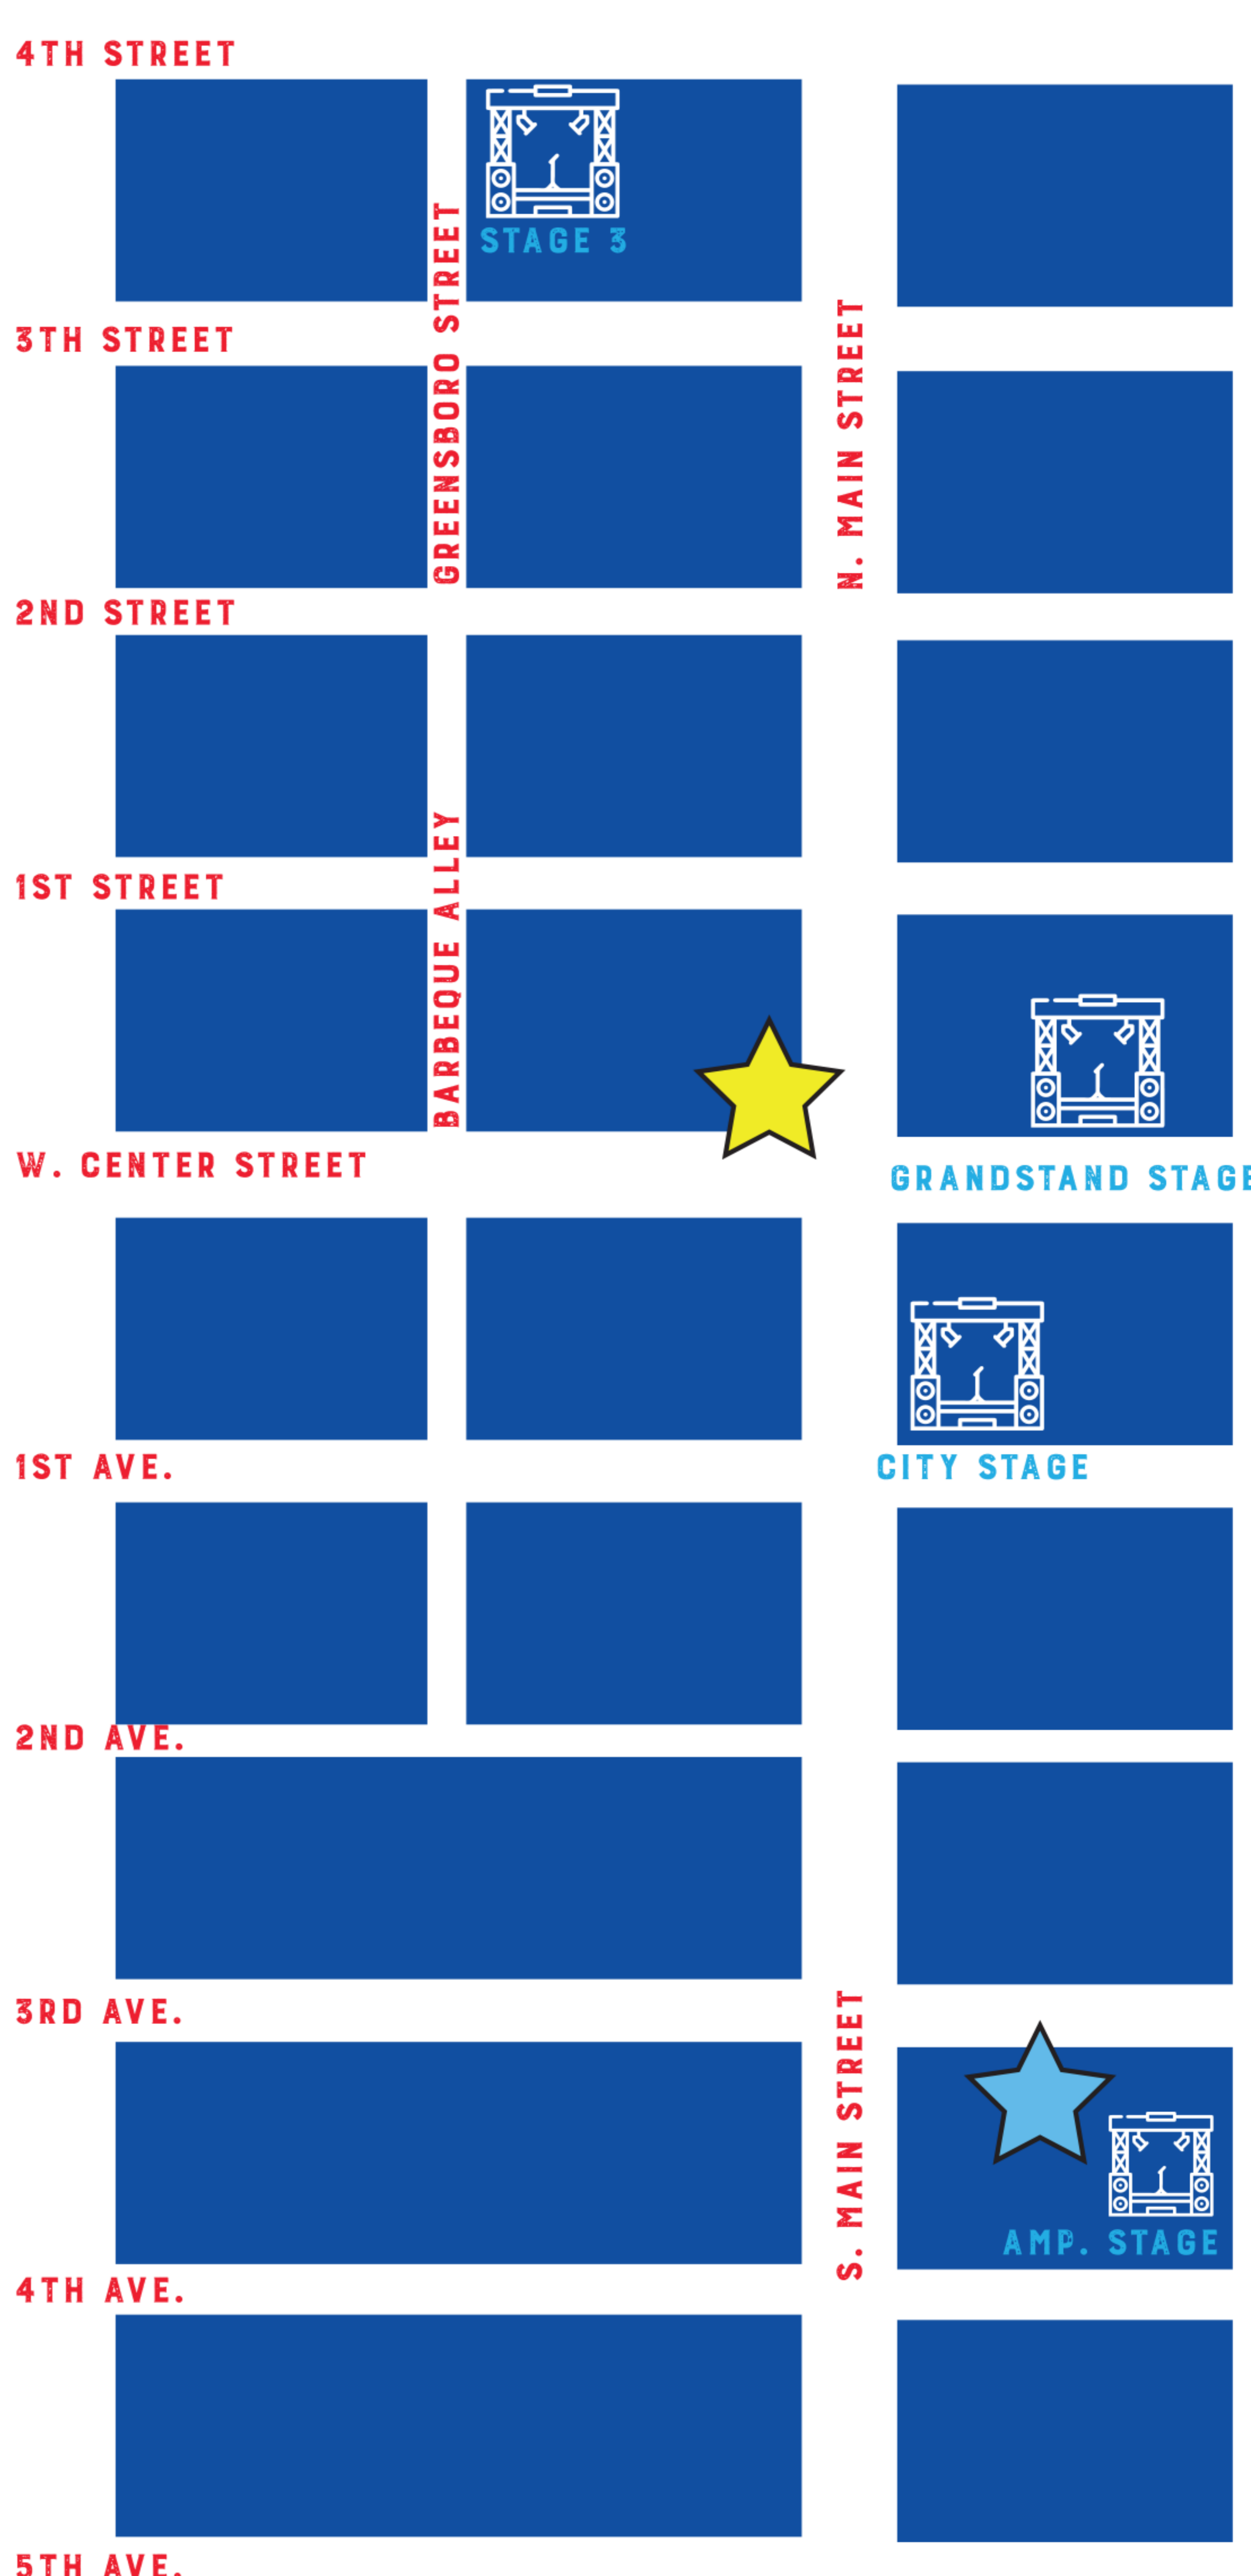 4TH STREET
STAGE 3
GREENSBORO STREET
3TH STREET
N. MAIN STREET
2ND STREET
BARBEQUE ALLEY
1ST STREET
W. CENTER STREET
GRANDSTAND STAGE
1ST AVE.
CITY STAGE
2ND AVE.
3RD AVE.
S. MAIN STREET
AMP. STAGE
4TH AVE.
5TH AVE.